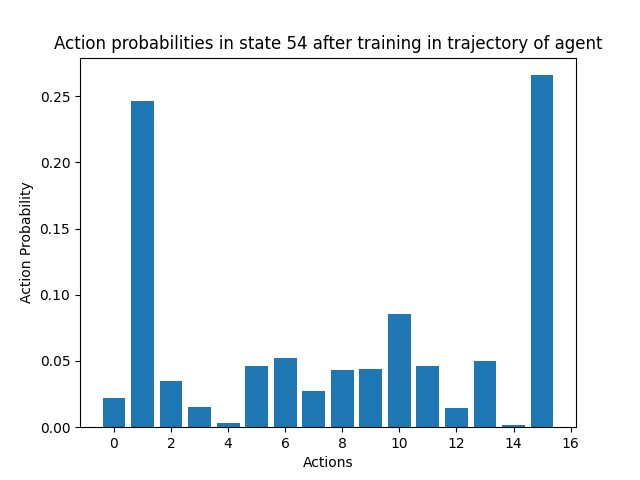 Action probabilities in state 54 after training in trajectory of agent
0.25
0.20
0.15
0.10
0.05
0.00
Action Probability
0 2 4 6 8 10 12 14 16
Actions